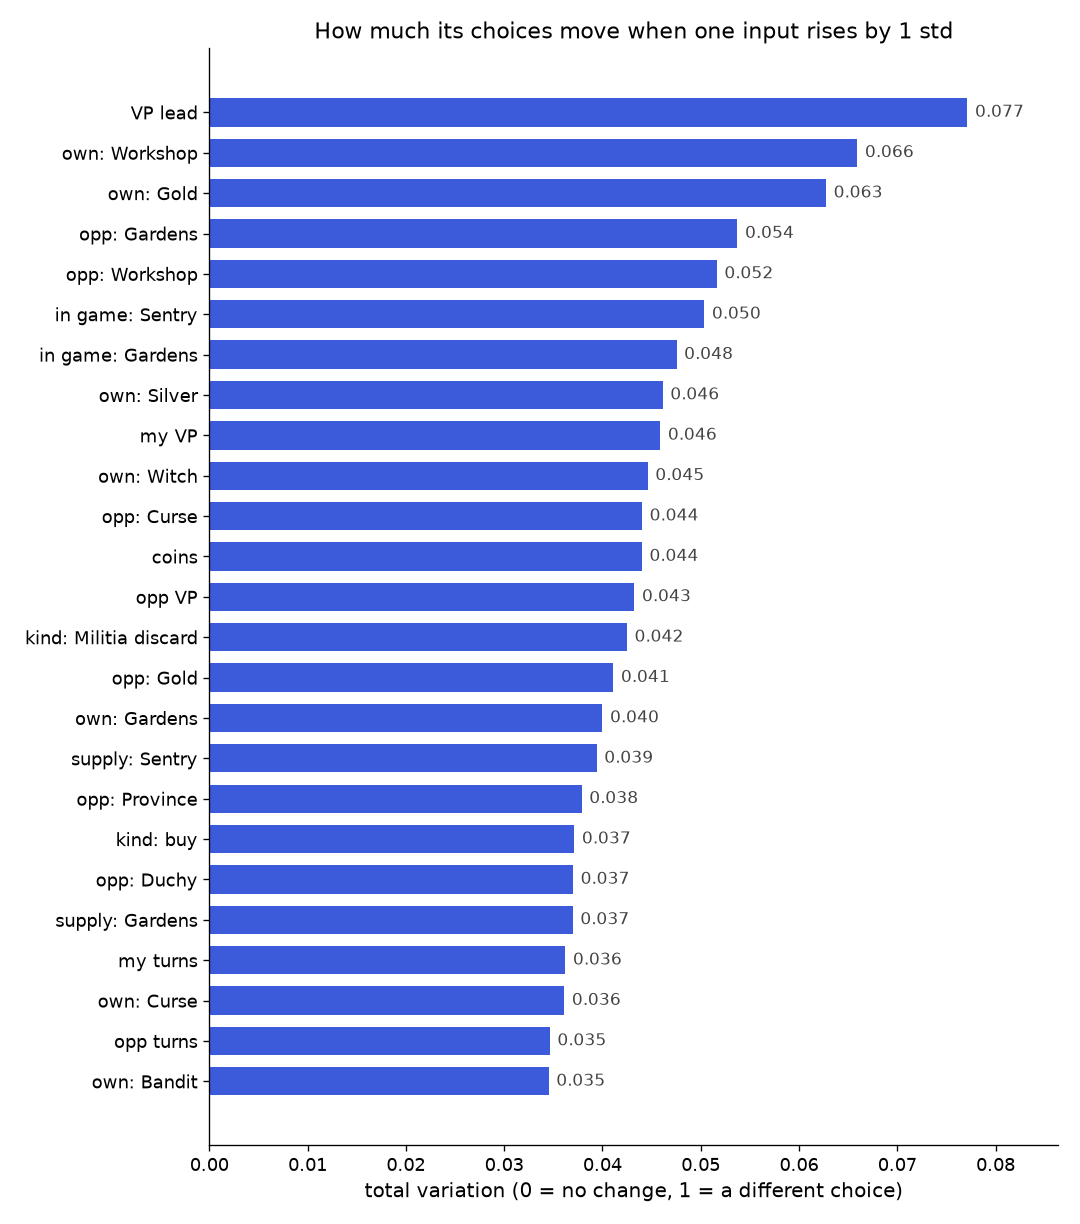 How much its choices move when one input rises by 1 std
VP lead 0.077
own: Workshop 0.066
own: Gold 0.063
opp: Gardens 0.054
opp: Workshop 0.052
in game: Sentry 0.050
in game: Gardens 0.048
own: Silver 0.046
my VP 0.046
own: Witch 0.045
opp: Curse 0.044
coins 0.044
opp VP 0.043
kind: Militia discard 0.042
opp: Gold 0.041
own: Gardens 0.040
supply: Sentry 0.039
opp: Province 0.038
kind: buy 0.037
opp: Duchy 0.037
supply: Gardens 0.037
my turns 0.036
own: Curse 0.036
opp turns 0.035
own: Bandit 0.035
0.00 0.01 0.02 0.03 0.04 0.05 0.06 0.07 0.08
total variation (0 = no change, 1 = a different choice)